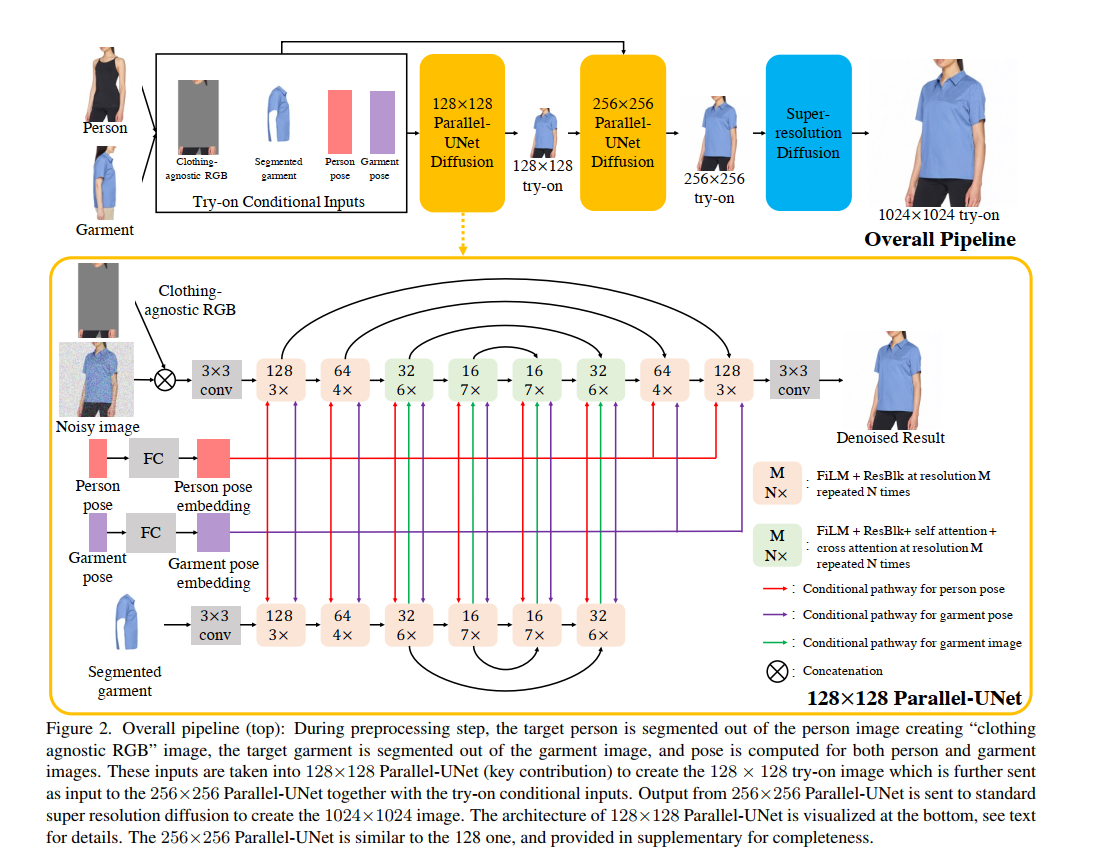 Person
Garment
Clothing-
agnostic RGB
Segmented
garment
Person
pose
Garment
pose
Try-on Conditional Inputs
128×128
Parallel-
UNet
Diffusion
128×128
try-on
256×256
Parallel-
UNet
Diffusion
256×256
try-on
Super-
resolution
Diffusion
1024×1024 try-on
Overall Pipeline
Clothing-
agnostic RGB
Noisy image
3×3
conv
128
3×
64
4×
32
6×
16
7×
16
7×
32
6×
64
4×
128
3×
3×3
conv
Denoised Result
Person
pose
FC
Person pose
embedding
Garment
pose
FC
Garment pose
embedding
Segmented
garment
3×3
conv
128
3×
64
4×
32
6×
16
7×
16
7×
32
6×
M
N×
:
FiLM + ResBlk at resolution M
repeated N times
M
N×
:
FiLM + ResBlk+ self attention +
cross attention at resolution M
repeated N times
: Conditional pathway for person pose
: Conditional pathway for garment pose
: Conditional pathway for garment image
: Concatenation
128×128 Parallel-UNet
Figure 2. Overall pipeline (top): During preprocessing step, the target person is segmented out of the person image creating “clothing
agnostic RGB” image, the target garment is segmented out of the garment image, and pose is computed for both person and garment
images. These inputs are taken into 128×128 Parallel-UNet (key contribution) to create the 128 × 128 try-on image which is further sent
as input to the 256×256 Parallel-UNet together with the try-on conditional inputs. Output from 256×256 Parallel-UNet is sent to standard
super resolution diffusion to create the 1024×1024 image. The architecture of 128×128 Parallel-UNet is visualized at the bottom, see text
for details. The 256×256 Parallel-UNet is similar to the 128 one, and provided in supplementary for completeness.